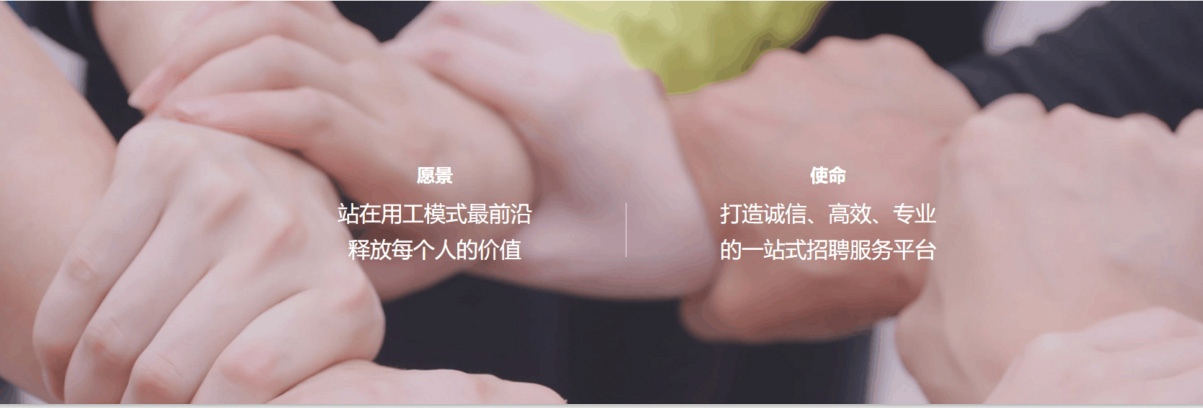 愿景
站在用工模式最前沿
释放每个人的价值
使命
打造诚信、高效、专业
的一站式招聘服务平台